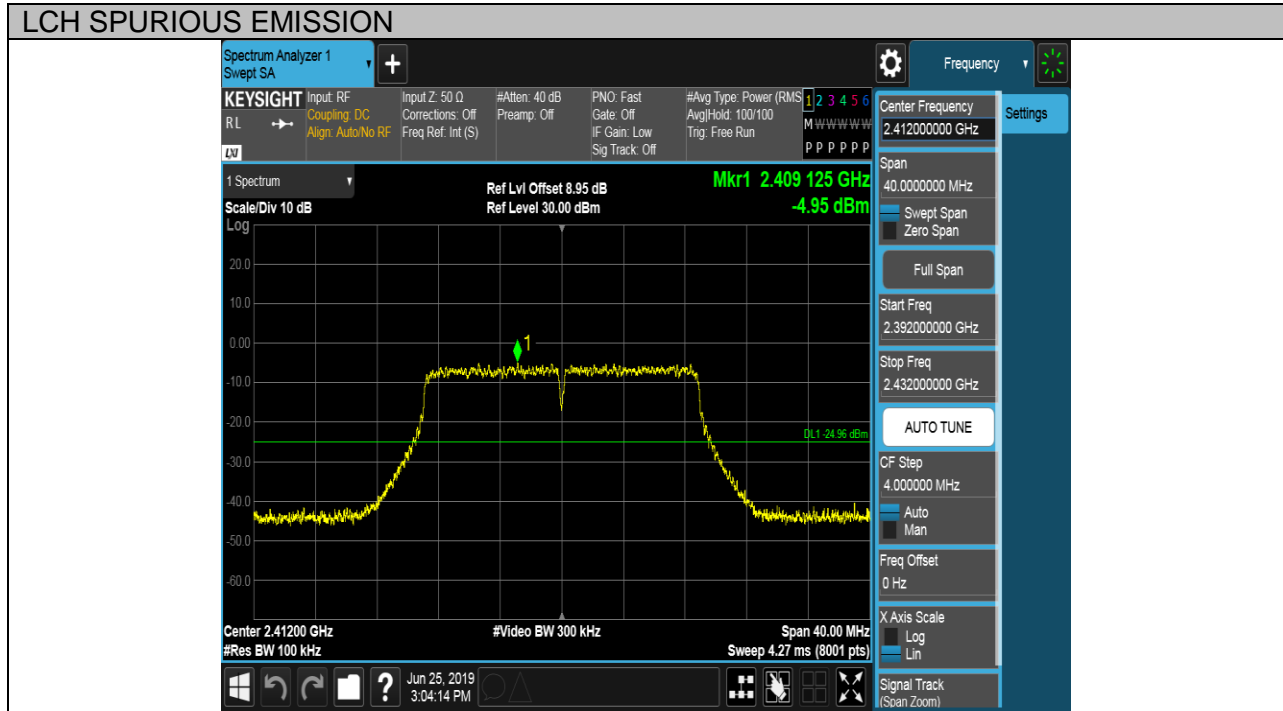 LCH SPURIOUS EMISSION
Spectrum Analyzer 1
Swept SA
+
Frequency
KEYSIGHT
RL
LXI
Input: RF
Coupling: DC
Align: Auto/No RF
Input Z: 50 Ω
Corrections: Off
Freq Ref: Int (S)
#Atten: 40 dB
Preamp: Off
PNO: Fast
Gate: Off
IF Gain: Low
Sig Track: Off
#Avg Type: Power (RMS
Avg|Hold: 100/100
Trig: Free Run
1 2 3 4 5 6
M W W W W W
P P P P P P
1 Spectrum
Scale/Div 10 dB
Ref Lvl Offset 8.95 dB
Ref Level 30.00 dBm
Mkr1 2.409 125 GHz
-4.95 dBm
Log
20.0
10.0
0.00
-10.0
-20.0
-30.0
-40.0
-50.0
-60.0
1
DL1 -24.96 dBm
Center 2.41200 GHz
#Res BW 100 kHz
#Video BW 300 kHz
Span 40.00 MHz
Sweep 4.27 ms (8001 pts)
Center Frequency
2.412000000 GHz
Settings
Span
40.0000000 MHz
Swept Span
Zero Span
Full Span
Start Freq
2.392000000 GHz
Stop Freq
2.432000000 GHz
AUTO TUNE
CF Step
4.000000 MHz
Auto
Man
Freq Offset
0 Hz
X Axis Scale
Log
Lin
Signal Track
(Span Zoom)
?
Jun 25, 2019
3:04:14 PM